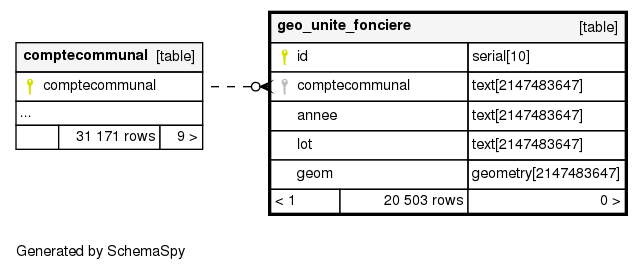 comptecommunal [table]
comptecommunal
...
31 171 rows 9 >
geo_unite_fonciere [table]
id serial[10]
comptecommunal text[2147483647]
annee text[2147483647]
lot text[2147483647]
geom geometry[2147483647]
< 1 20 503 rows 0 >
Generated by SchemaSpy